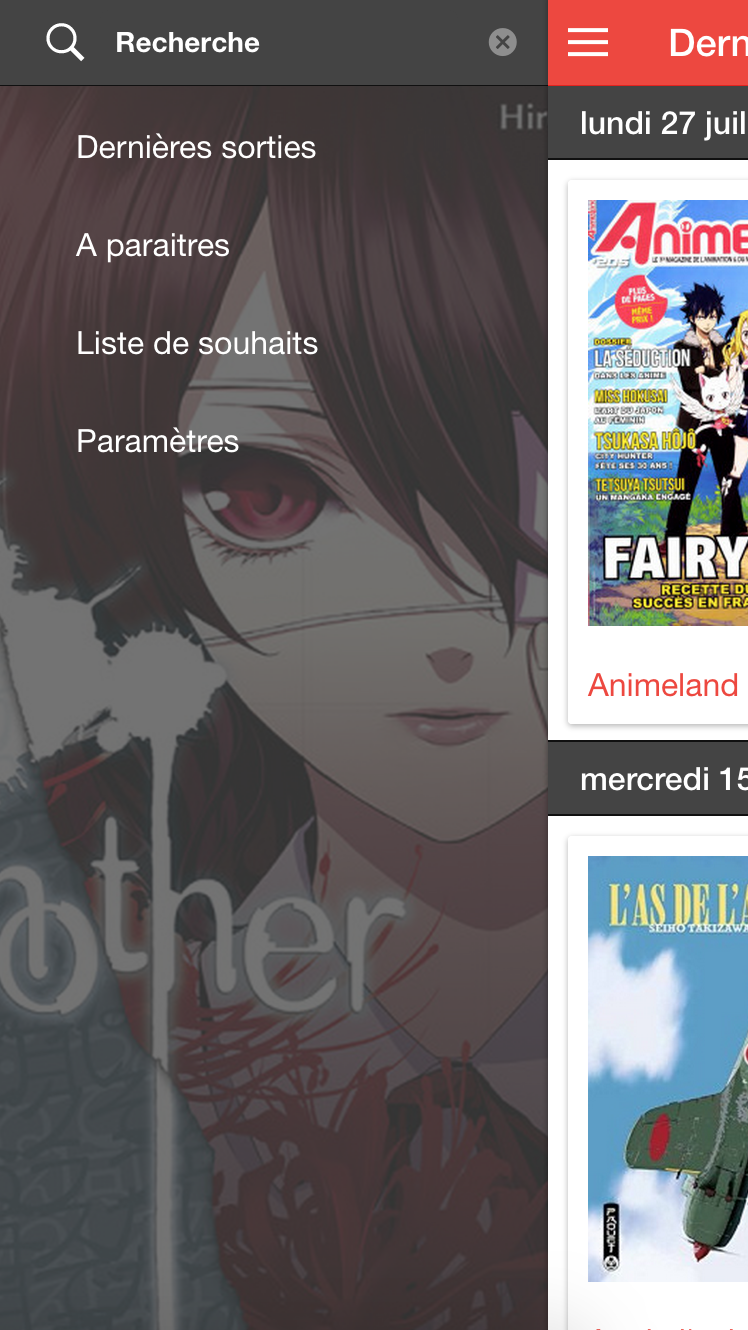 Recherche
Dernières sorties
A paraitres
Liste de souhaits
Paramètres
Hir
other
Dern
lundi 27 juil
Anime
LE 1er MAGAZINE DE L'ANIMATION & DU
#205
PLUS
DE PAGES
MÊME
PRIX !
DOSSIER
LA SÉDUCTION
DANS LES ANIME
MISS HOKUSAI
L'ART DU JAPON
AU FÉMININ
TSUKASA HÔJÔ
CITY HUNTER
FÊTE SES 30 ANS !
TETSUYA TSUTSUI
UN MANGAKA ENGAGÉ
FAIRY
RECETTE DU
SUCCÈS EN FRA
Animeland
mercredi 15
L'AS DE L'A
SEIHO TAKIZAWA
PAQUET